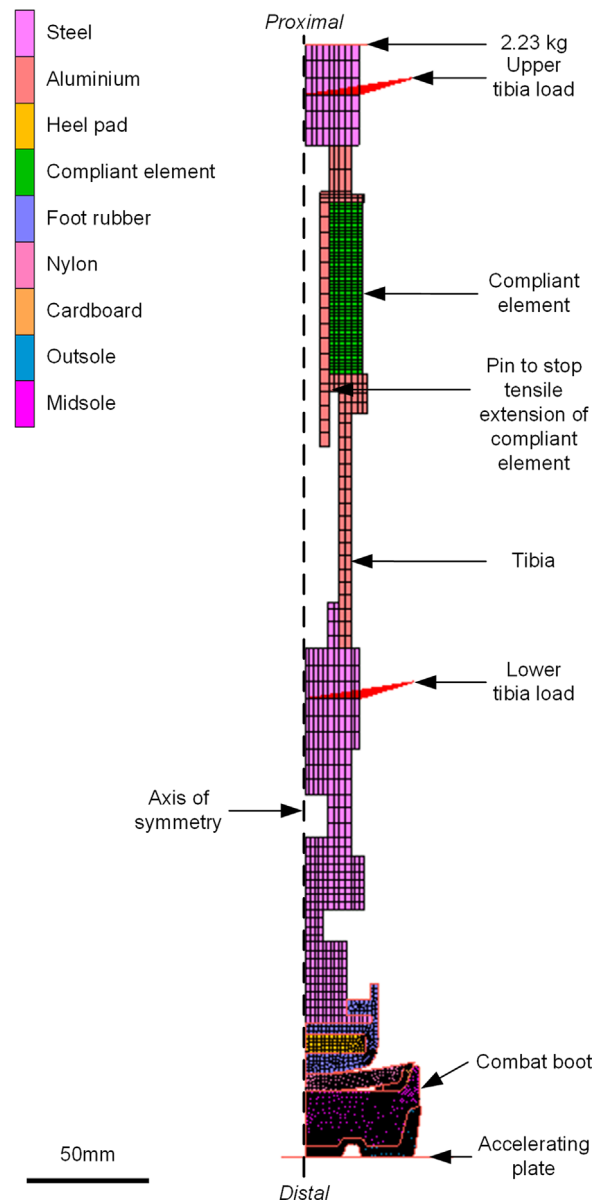 Proximal
Steel
Aluminium
Heel pad
Compliant element
Foot rubber
Nylon
Cardboard
Outsole
Midsole
2.23 kg
Upper
tibia load
Compliant
element
Pin to stop
tensile
extension of
compliant
element
Tibia
Lower
tibia load
Axis of
symmetry
Combat boot
Accelerating
plate
50mm
Distal